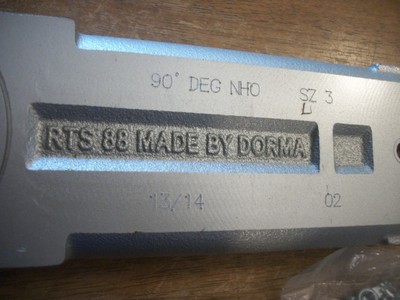 90° DEG NHO SZ 3
RTS 88 MADE BY DORMA
13/14 02